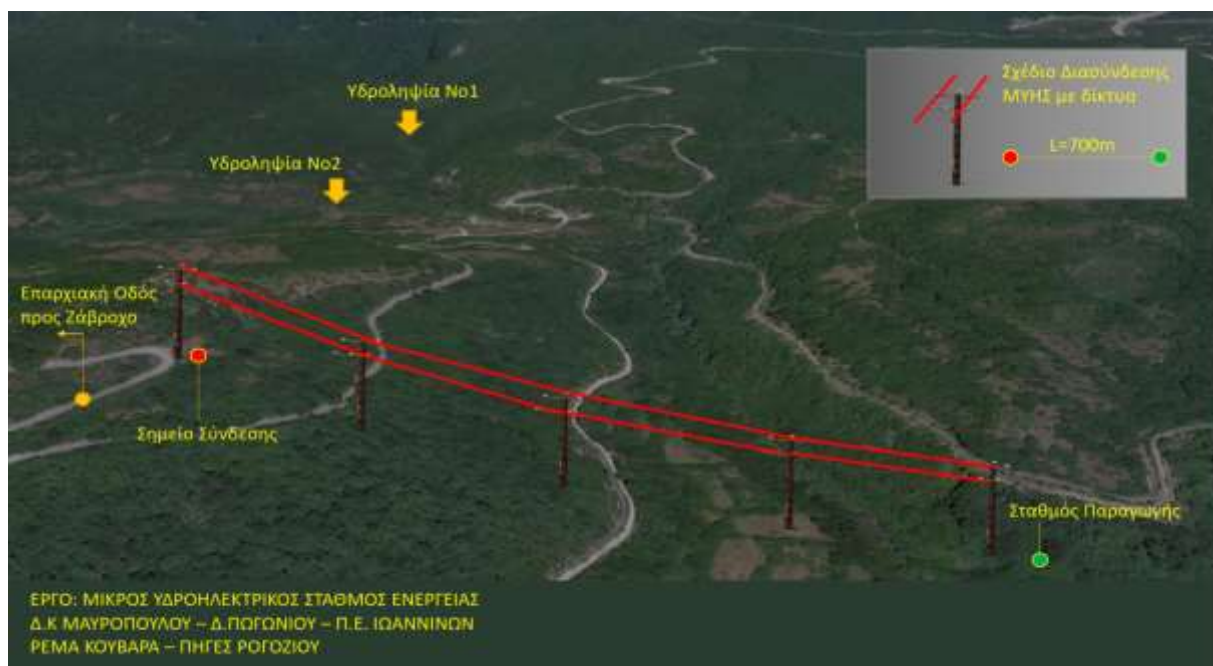 Υδροληψία Νο1
Υδροληψία Νο2
Σχέδιο Διασύνδεσης
ΜΥΗΣ με δίκτυο
L=700m
Επαρχιακή Οδός
προς Ζάβροχο
Σημείο Σύνδεσης
Σταθμός Παραγωγής
ΕΡΓΟ: ΜΙΚΡΟΣ ΥΔΡΟΗΛΕΚΤΡΙΚΟΣ ΣΤΑΘΜΟΣ ΕΝΕΡΓΕΙΑΣ
Δ.Κ ΜΑΥΡΟΠΟΥΛΟΥ – Δ.ΠΩΓΩΝΙΟΥ – Π.Ε. ΙΩΑΝΝΙΝΩΝ
ΡΕΜΑ ΚΟΥΒΑΡΑ – ΠΗΓΕΣ ΡΟΓΟΖΙΟΥ